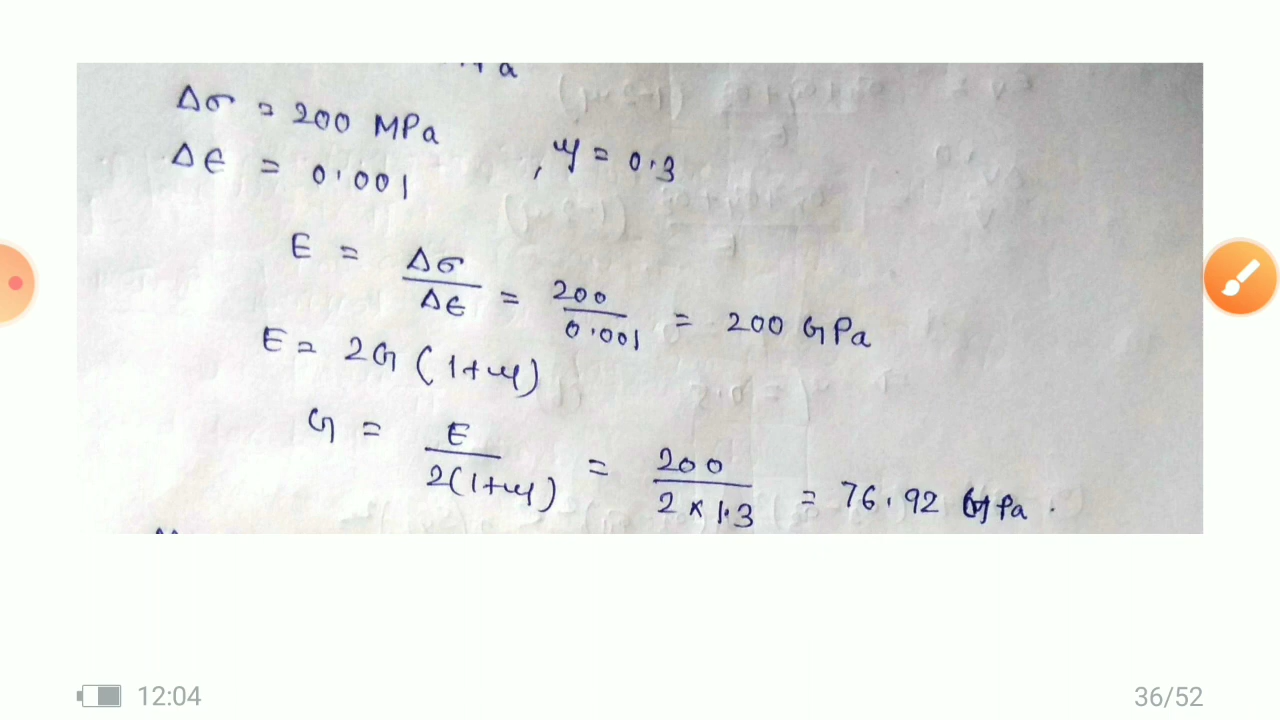 Δσ = 200 MPa
Δε = 0.001 , μ = 0.3
E = Δσ/Δε = 200/0.001 = 200 GPa
E = 2G (1+μ)
G = E/2(1+μ) = 200/2 × 1.3 = 76.92 GPa.
12:04
36/52